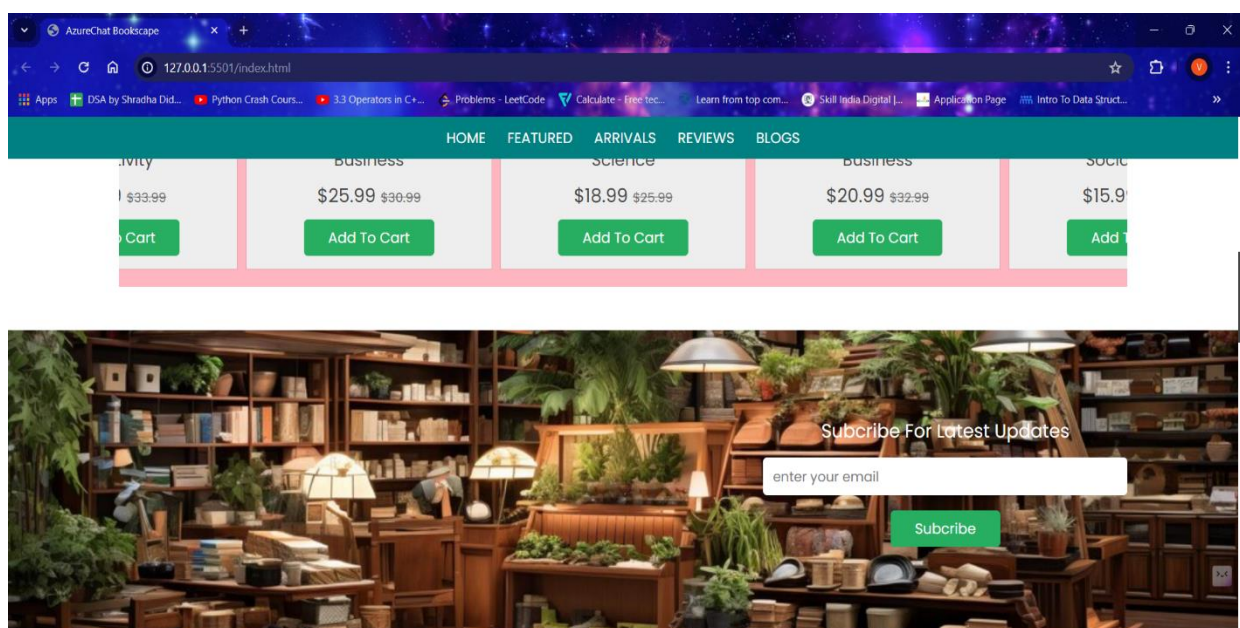 AzureChat Bookscape
127.0.0.1:5501/index.html
V
Apps DSA by Shradha Did... Python Crash Cours... 3.3 Operators in C+... Problems - LeetCode Calculate - Free tec... Learn from top com... Skill India Digital |... Application Page Intro To Data Struct... »
HOME FEATURED ARRIVALS REVIEWS BLOGS
Business Science Business
$33.99 $25.99 $30.99 $18.99 $25.99 $20.99 $32.99 $15.9
Cart Add To Cart Add To Cart Add To Cart Add
Subcribe For Latest Updates
enter your email
Subcribe